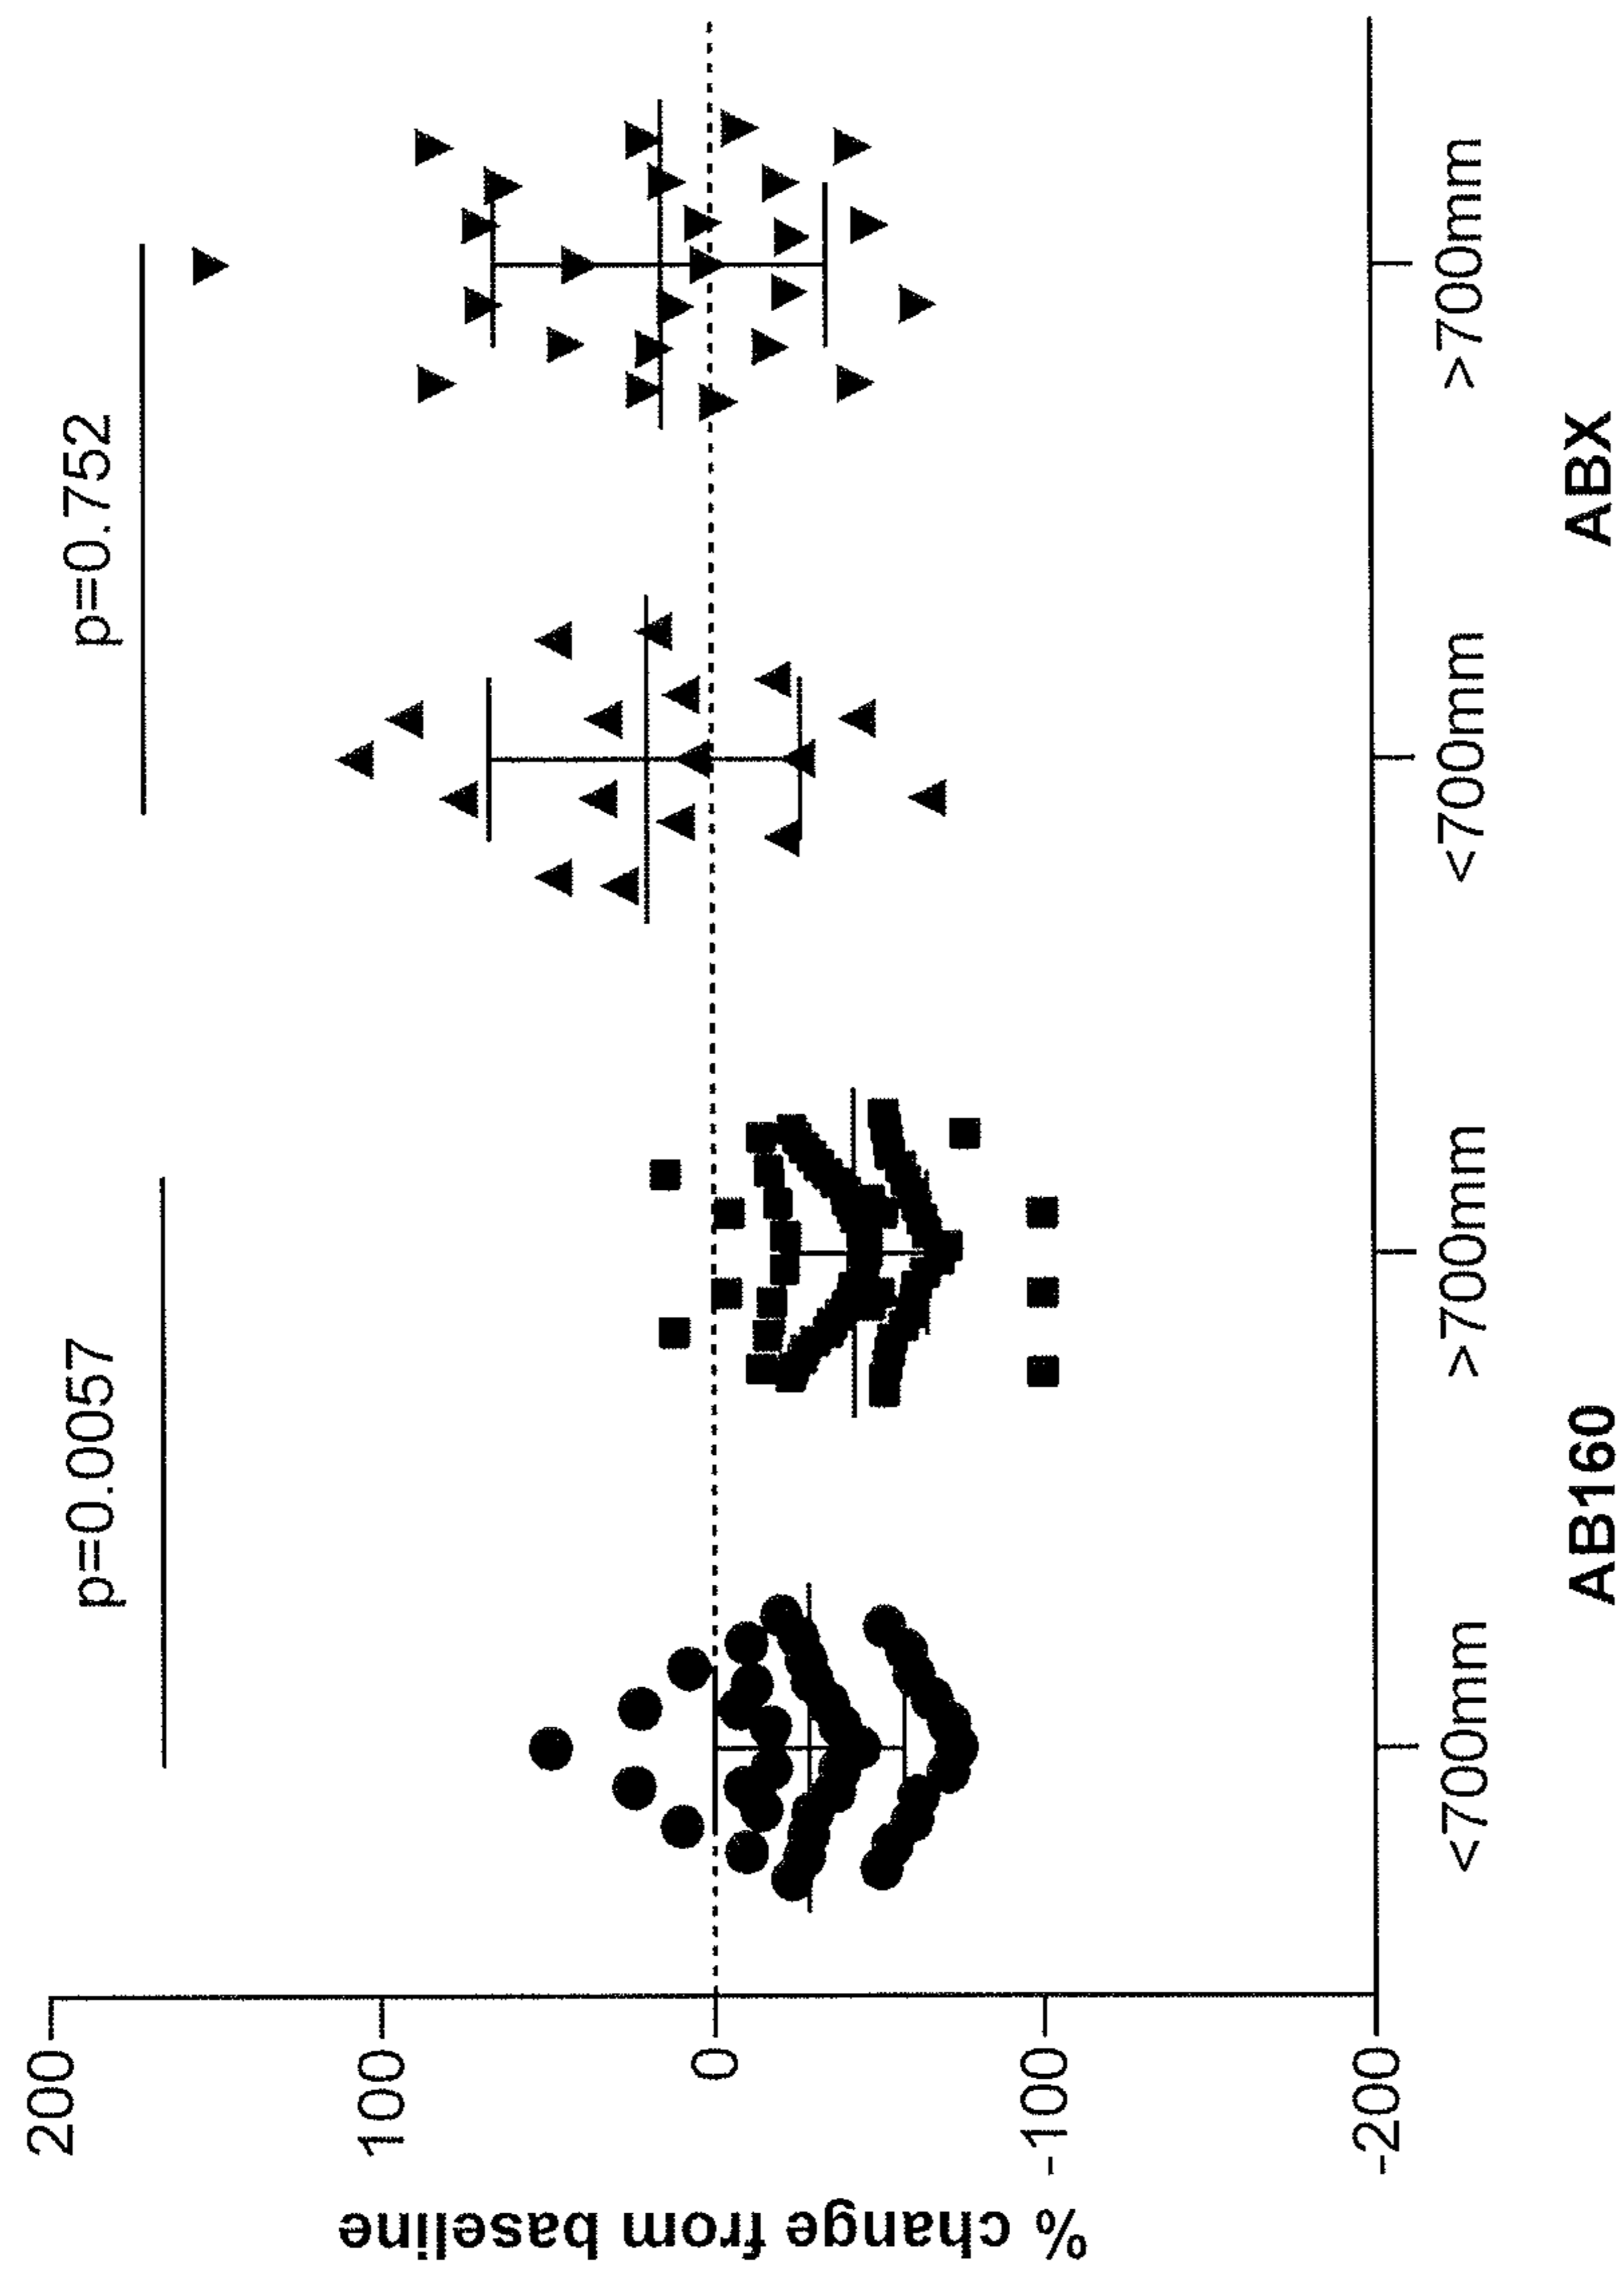 p=0.0057
p=0.752
% change from baseline
200
100
0
-100
-200
<700mm
>700mm
<700mm
>700mm
AB160
ABX